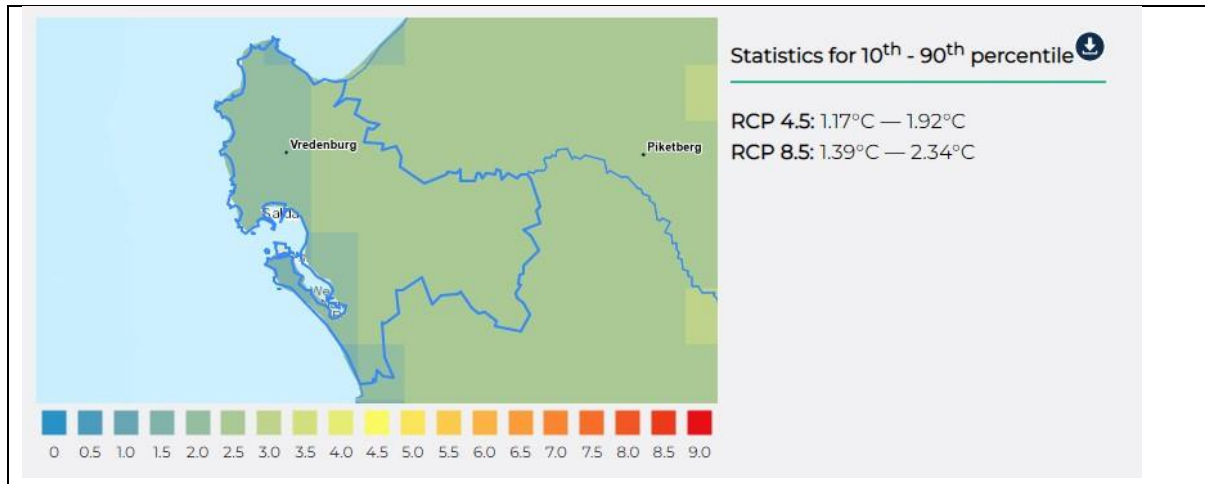 Statistics for 10th - 90th percentile
RCP 4.5: 1.17°C — 1.92°C
RCP 8.5: 1.39°C — 2.34°C
Vredenburg
Piketberg
Salda
We
0 0.5 1.0 1.5 2.0 2.5 3.0 3.5 4.0 4.5 5.0 5.5 6.0 6.5 7.0 7.5 8.0 8.5 9.0